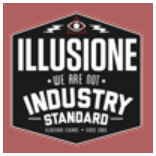 ILLUSIONE
• WE ARE NOT •
INDUSTRY
STANDARD